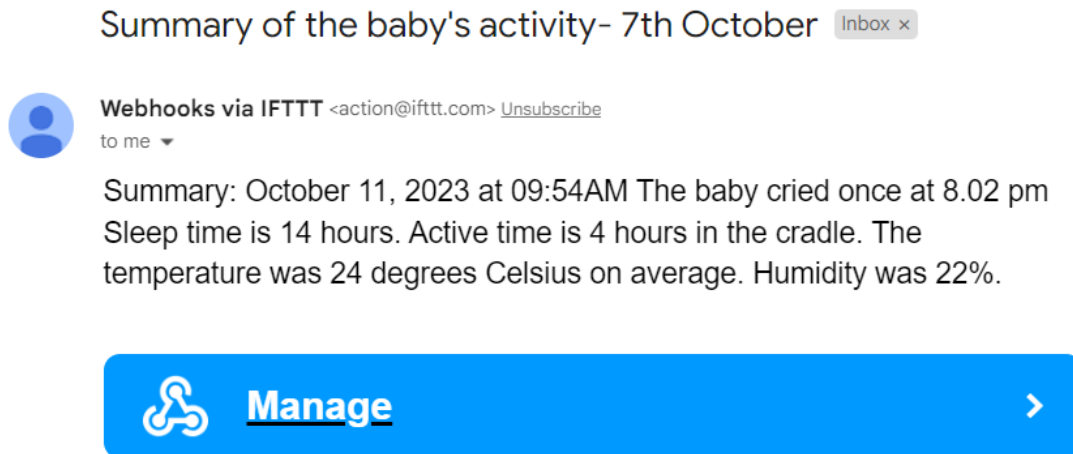 Summary of the baby's activity- 7th October Inbox ×
Webhooks via IFTTT <action@ifttt.com> Unsubscribe
to me
Summary: October 11, 2023 at 09:54AM The baby cried once at 8.02 pm
Sleep time is 14 hours. Active time is 4 hours in the cradle. The
temperature was 24 degrees Celsius on average. Humidity was 22%.
Manage